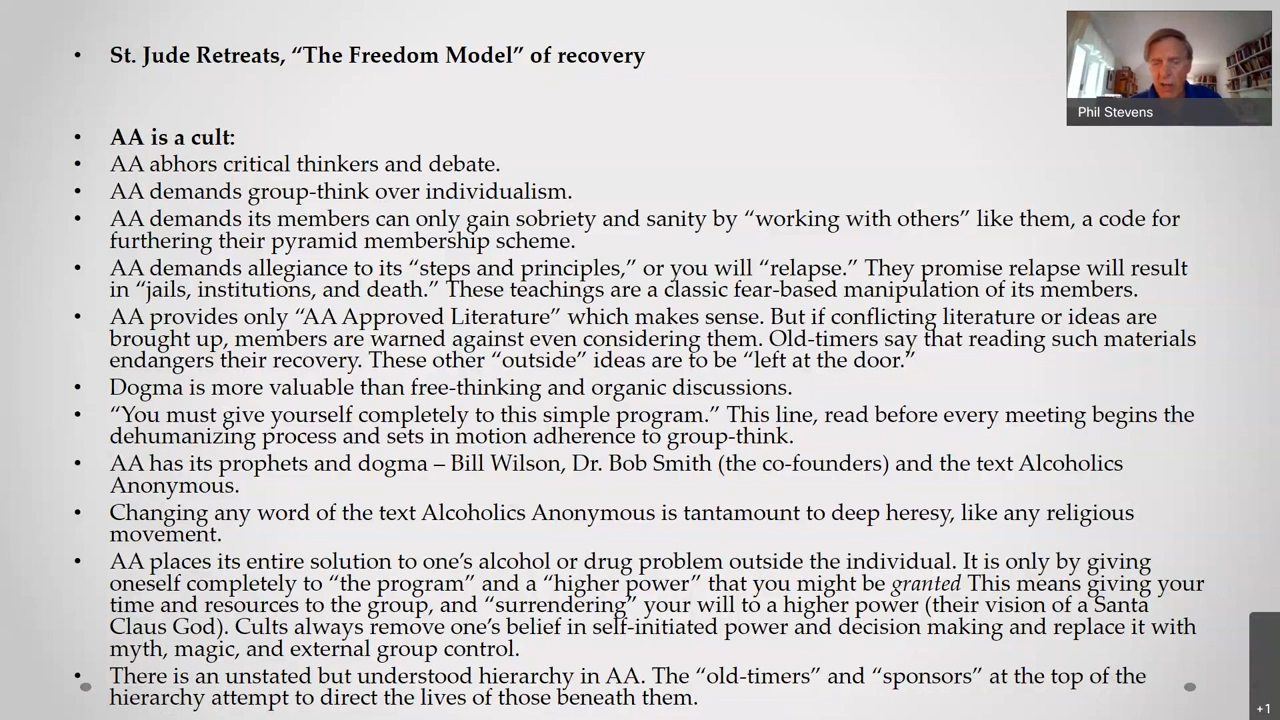 • St. Jude Retreats, “The Freedom Model” of recovery
Phil Stevens
• AA is a cult:
• AA abhors critical thinkers and debate.
• AA demands group-think over individualism.
• AA demands its members can only gain sobriety and sanity by “working with others” like them, a code for
furthering their pyramid membership scheme.
• AA demands allegiance to its “steps and principles,” or you will “relapse.” They promise relapse will result
in “jails, institutions, and death.” These teachings are a classic fear-based manipulation of its members.
• AA provides only “AA Approved Literature” which makes sense. But if conflicting literature or ideas are
brought up, members are warned against even considering them. Old-timers say that reading such materials
endangers their recovery. These other “outside” ideas are to be “left at the door.”
• Dogma is more valuable than free-thinking and organic discussions.
• “You must give yourself completely to this simple program.” This line, read before every meeting begins the
dehumanizing process and sets in motion adherence to group-think.
• AA has its prophets and dogma – Bill Wilson, Dr. Bob Smith (the co-founders) and the text Alcoholics
Anonymous.
• Changing any word of the text Alcoholics Anonymous is tantamount to deep heresy, like any religious
movement.
• AA places its entire solution to one’s alcohol or drug problem outside the individual. It is only by giving
oneself completely to “the program” and a “higher power” that you might be granted This means giving your
time and resources to the group, and “surrendering” your will to a higher power (their vision of a Santa
Claus God). Cults always remove one’s belief in self-initiated power and decision making and replace it with
myth, magic, and external group control.
• There is an unstated but understood hierarchy in AA. The “old-timers” and “sponsors” at the top of the
hierarchy attempt to direct the lives of those beneath them.
+1